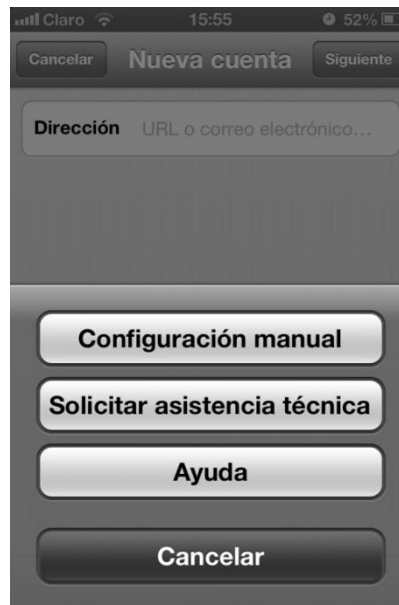 Claro 15:55 52%
Cancelar Nueva cuenta Siguiente
Dirección URL o correo electrónico...
Configuración manual
Solicitar asistencia técnica
Ayuda
Cancelar